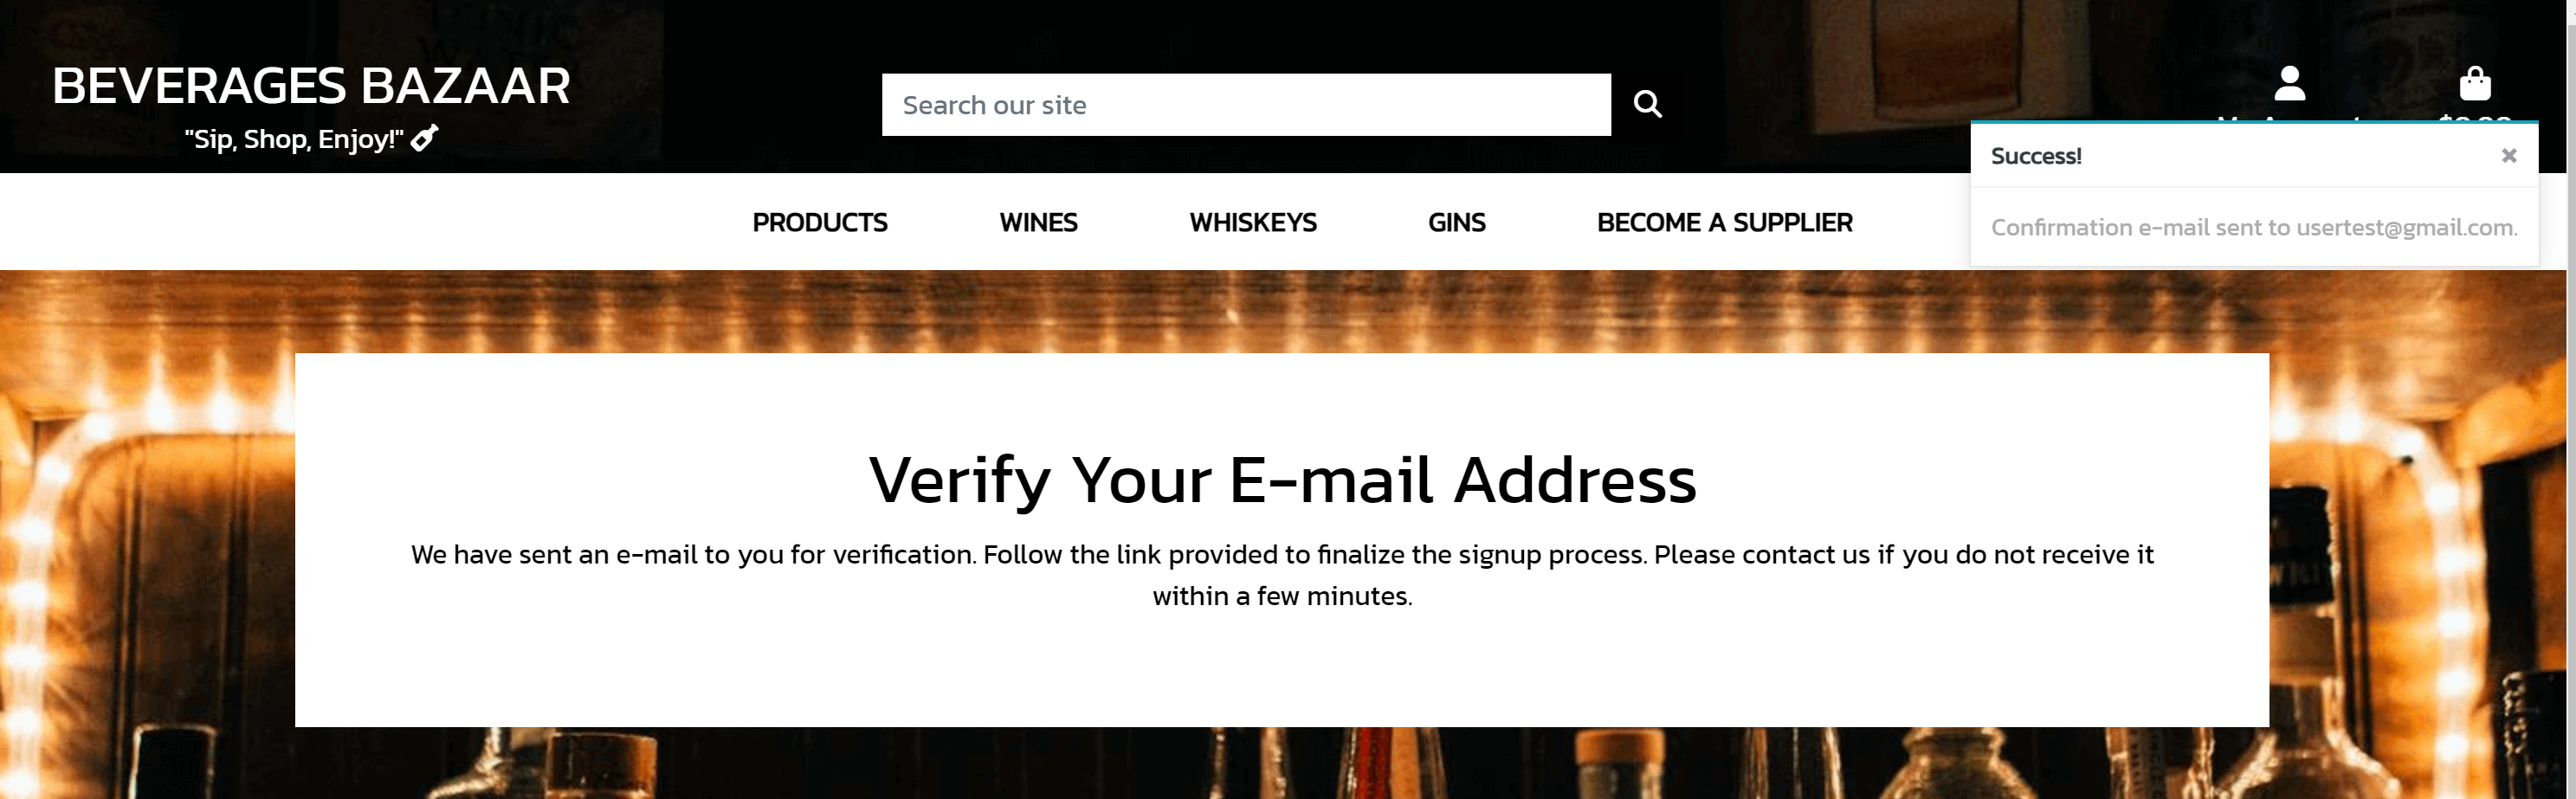 BEVERAGES BAZAAR
"Sip, Shop, Enjoy!"
Search our site
Success!
Confirmation e-mail sent to usertest@gmail.com.
PRODUCTS WINES WHISKEYS GINS BECOME A SUPPLIER
Verify Your E-mail Address
We have sent an e-mail to you for verification. Follow the link provided to finalize the signup process. Please contact us if you do not receive it
within a few minutes.